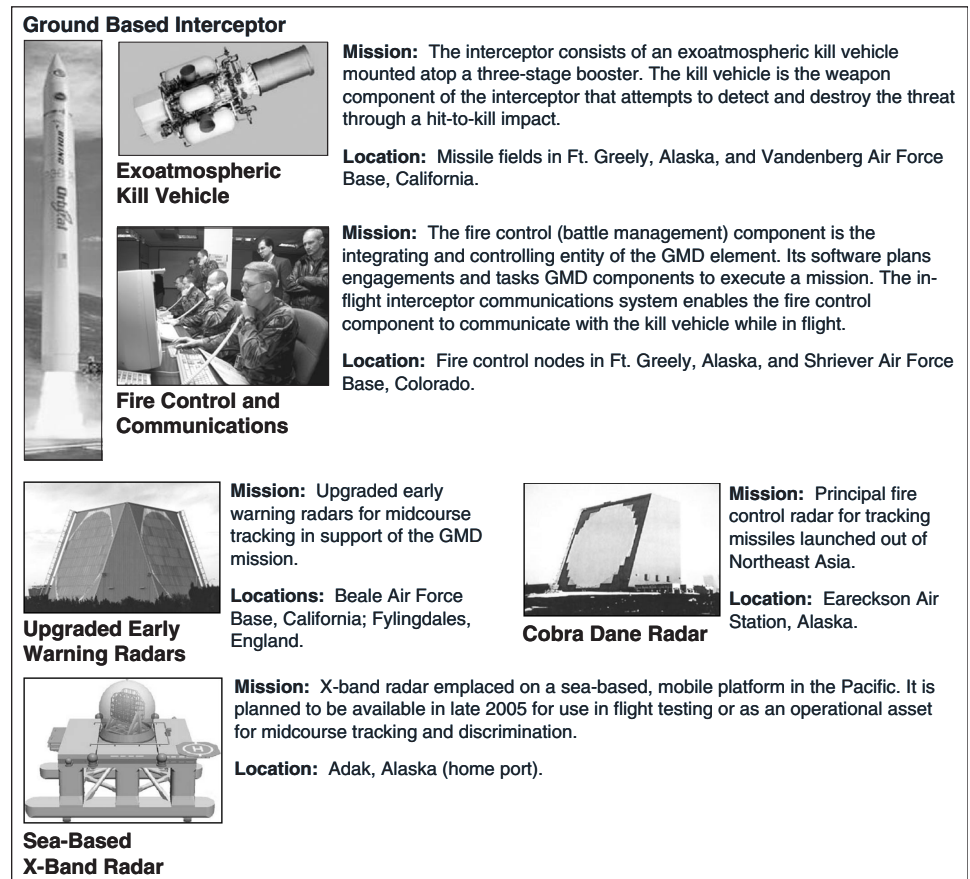 Ground Based Interceptor
BOEING
Orbital
Mission: The interceptor consists of an exoatmospheric kill vehicle
mounted atop a three-stage booster. The kill vehicle is the weapon
component of the interceptor that attempts to detect and destroy the threat
through a hit-to-kill impact.
Location: Missile fields in Ft. Greely, Alaska, and Vandenberg Air Force
Base, California.
Exoatmospheric
Kill Vehicle
Mission: The fire control (battle management) component is the
integrating and controlling entity of the GMD element. Its software plans
engagements and tasks GMD components to execute a mission. The in-
flight interceptor communications system enables the fire control
component to communicate with the kill vehicle while in flight.
Location: Fire control nodes in Ft. Greely, Alaska, and Shriever Air Force
Base, Colorado.
Fire Control and
Communications
Mission: Upgraded early
warning radars for midcourse
tracking in support of the GMD
mission.
Locations: Beale Air Force
Base, California; Fylingdales,
England.
Upgraded Early
Warning Radars
Mission: Principal fire
control radar for tracking
missiles launched out of
Northeast Asia.
Location: Eareckson Air
Station, Alaska.
Cobra Dane Radar
Mission: X-band radar emplaced on a sea-based, mobile platform in the Pacific. It is
planned to be available in late 2005 for use in flight testing or as an operational asset
for midcourse tracking and discrimination.
Location: Adak, Alaska (home port).
H
Sea-Based
X-Band Radar